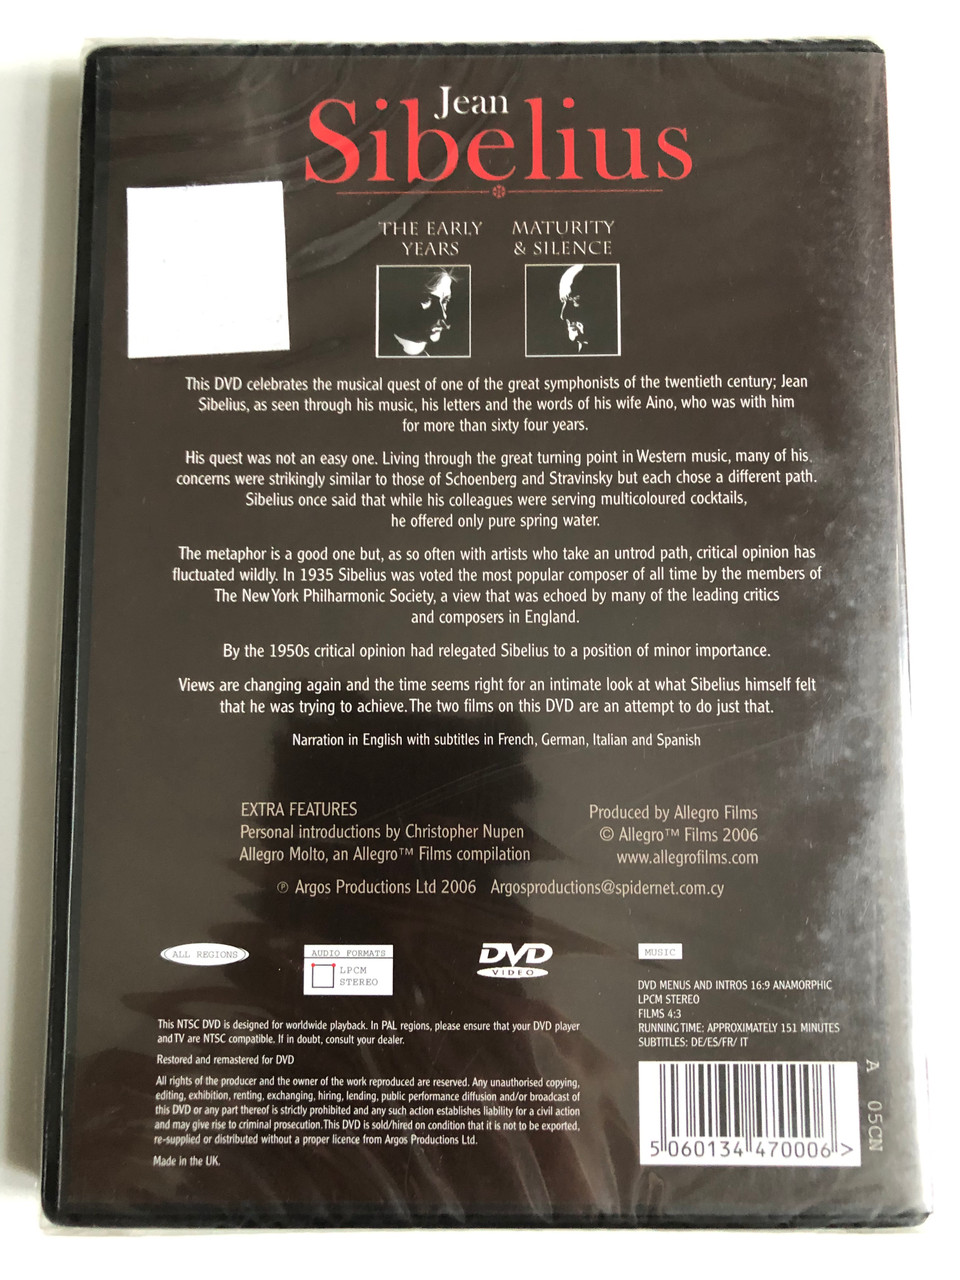 Jean
Sibelius
THE EARLY
YEARS
MATURITY
& SILENCE
This DVD celebrates the musical quest of one of the great symphonists of the twentieth century; Jean
Sibelius, as seen through his music, his letters and the words of his wife Aino, who was with him
for more than sixty four years.
His quest was not an easy one. Living through the great turning point in Western music, many of his
concerns were strikingly similar to those of Schoenberg and Stravinsky but each chose a different path.
Sibelius once said that while his colleagues were serving multicoloured cocktails,
he offered only pure spring water.
The metaphor is a good one but, as so often with artists who take an untrod path, critical opinion has
fluctuated wildly. In 1935 Sibelius was voted the most popular composer of all time by the members of
The New York Philharmonic Society, a view that was echoed by many of the leading critics
and composers in England.
By the 1950s critical opinion had relegated Sibelius to a position of minor importance.
Views are changing again and the time seems right for an intimate look at what Sibelius himself felt
that he was trying to achieve. The two films on this DVD are an attempt to do just that.
Narration in English with subtitles in French, German, Italian and Spanish
EXTRA FEATURES
Personal introductions by Christopher Nupen
Allegro Molto, an Allegro™ Films compilation
Produced by Allegro Films
© Allegro™ Films 2006
www.allegrofilms.com
℗ Argos Productions Ltd 2006 Argosproductions@spidernet.com.cy
ALL REGIONS
AUDIO FORMATS
LPCM
STEREO
DVD
VIDEO
MUSIC
DVD MENUS AND INTROS 16:9 ANAMORPHIC
LPCM STEREO
FILMS 4:3
RUNNING TIME: APPROXIMATELY 151 MINUTES
SUBTITLES: DE/ES/FR/ IT
This NTSC DVD is designed for worldwide playback. In PAL regions, please ensure that your DVD player
and TV are NTSC compatible. If in doubt, consult your dealer.
Restored and remastered for DVD
All rights of the producer and the owner of the work reproduced are reserved. Any unauthorised copying,
editing, exhibition, renting, exchanging, hiring, lending, public performance diffusion and/or broadcast of
this DVD or any part thereof is strictly prohibited and any such action establishes liability for a civil action
and may give rise to criminal prosecution. This DVD is sold/hired on condition that it is not to be exported,
re-supplied or distributed without a proper licence from Argos Productions Ltd.
Made in the UK.
5 060134 470006 >
A 05CN